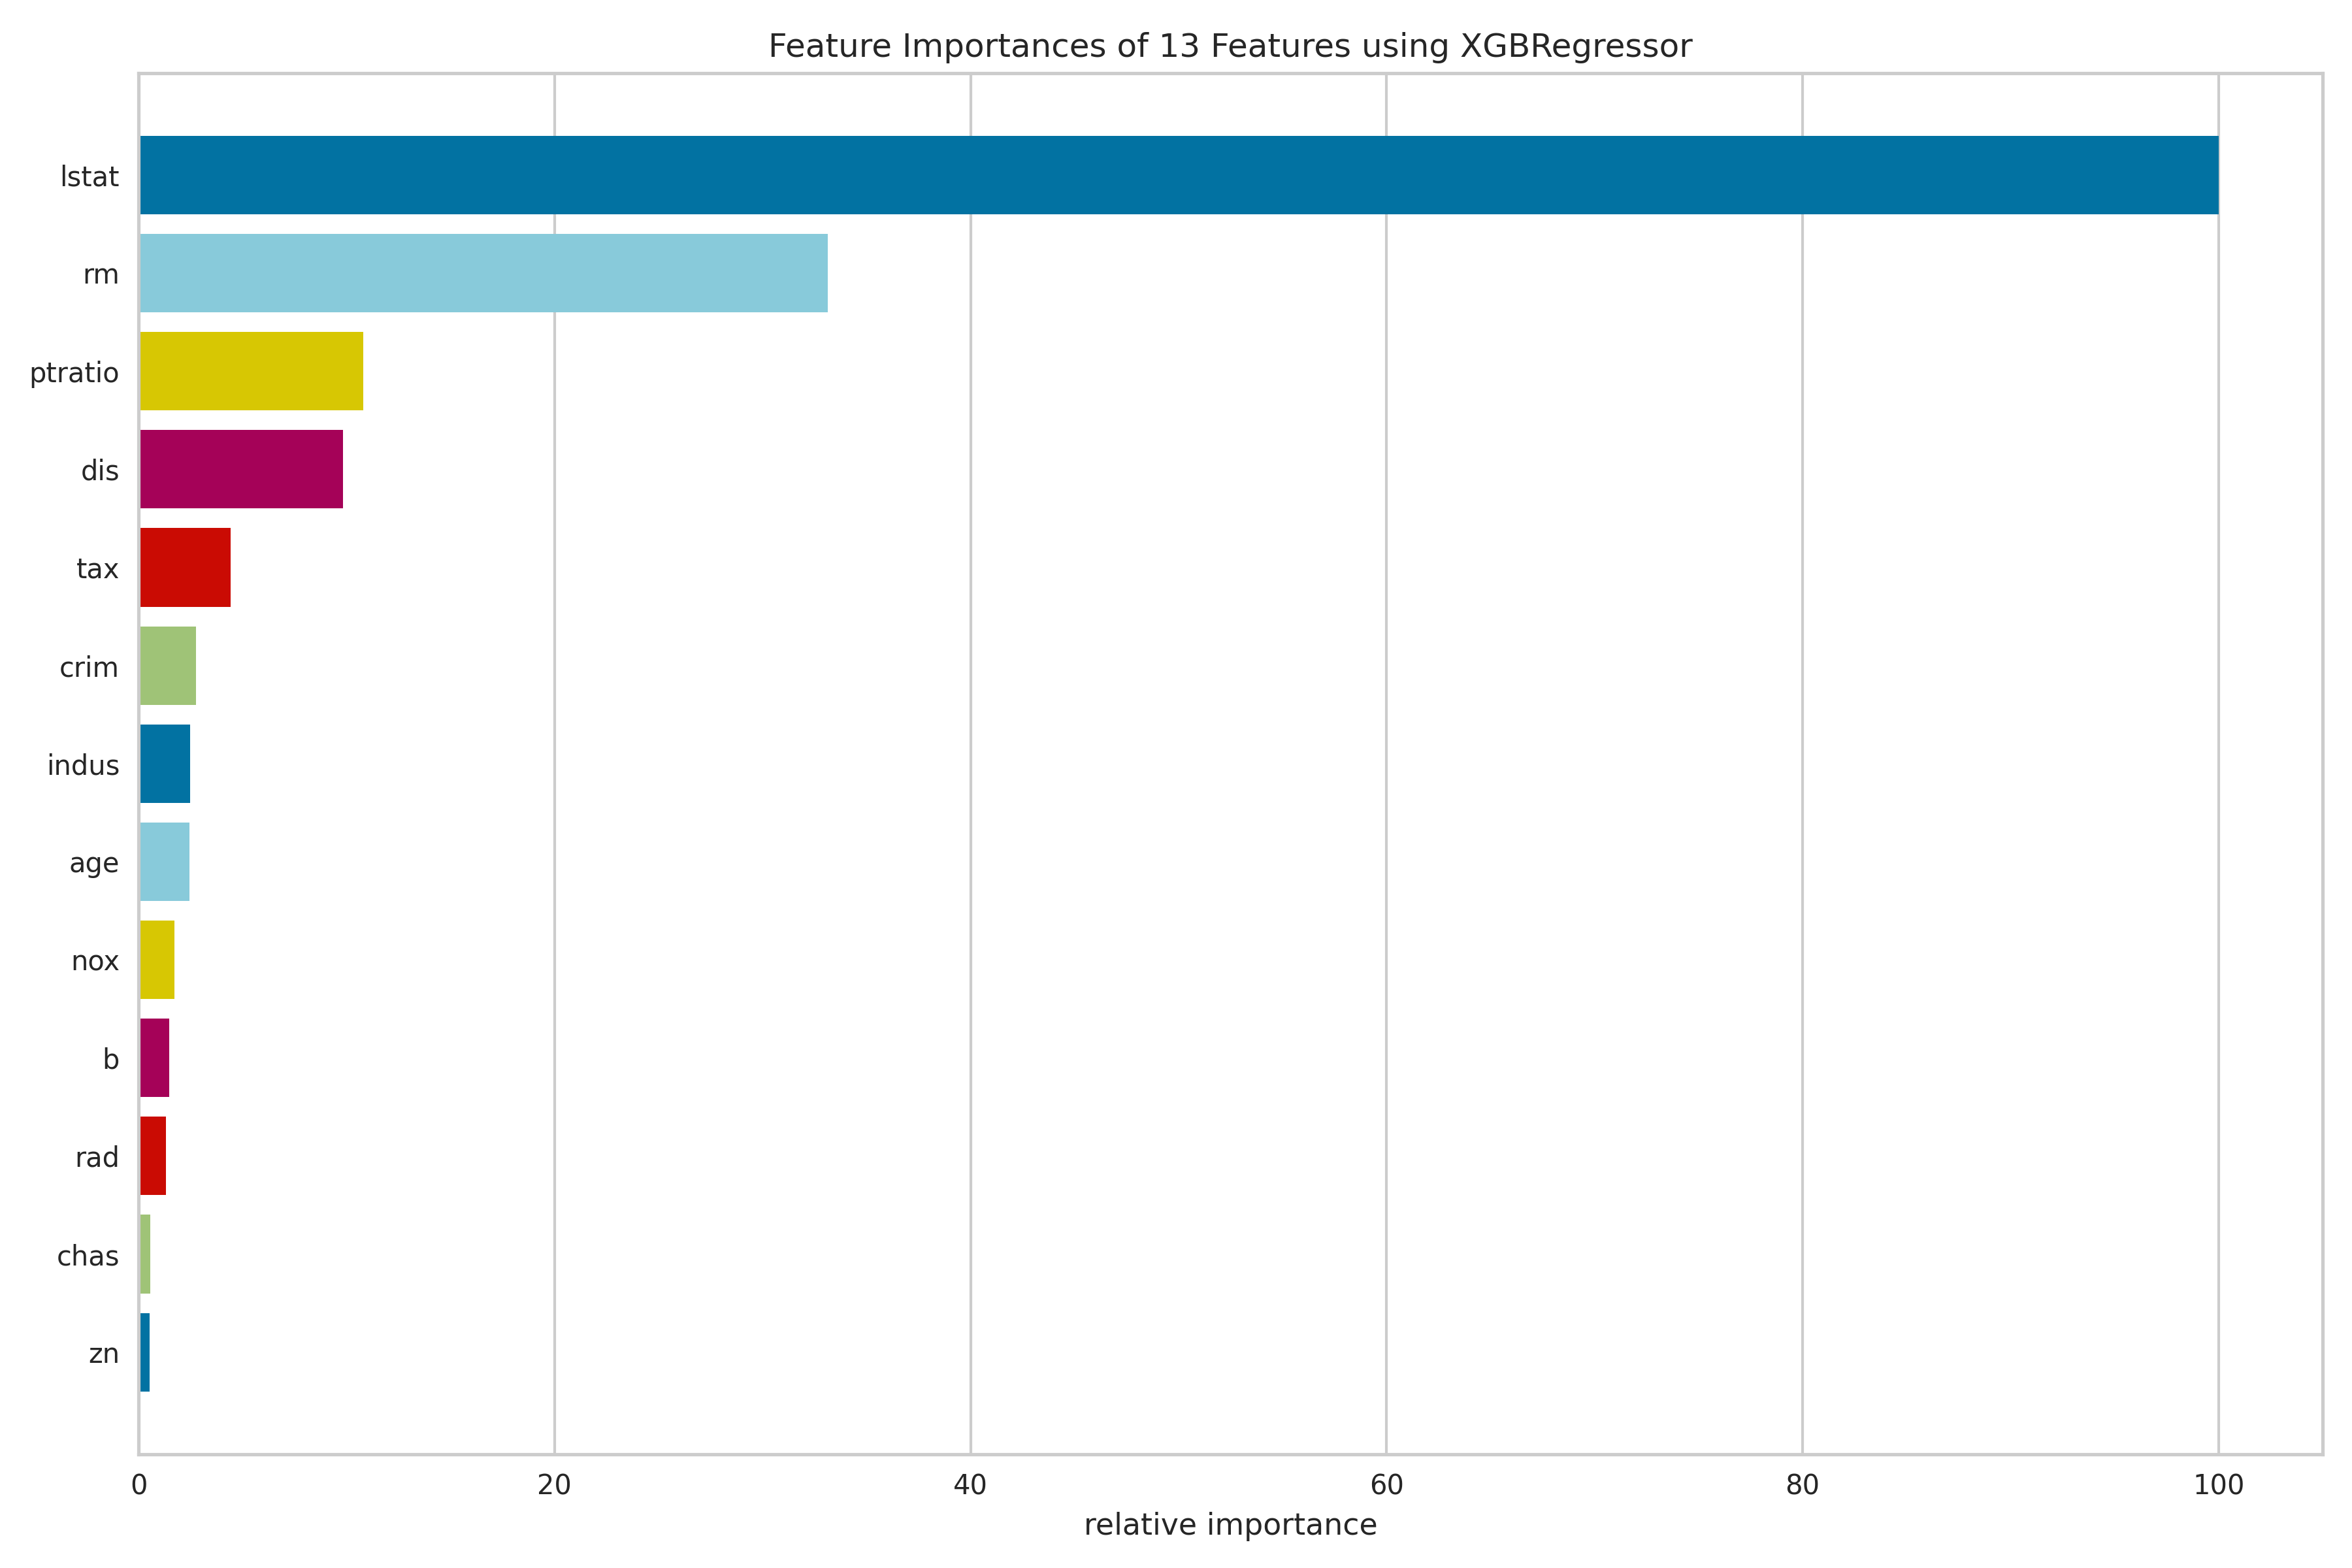 Feature Importances of 13 Features using XGBRegressor
lstat
rm
ptratio
dis
tax
crim
indus
age
nox
b
rad
chas
zn
0 20 40 60 80 100
relative importance